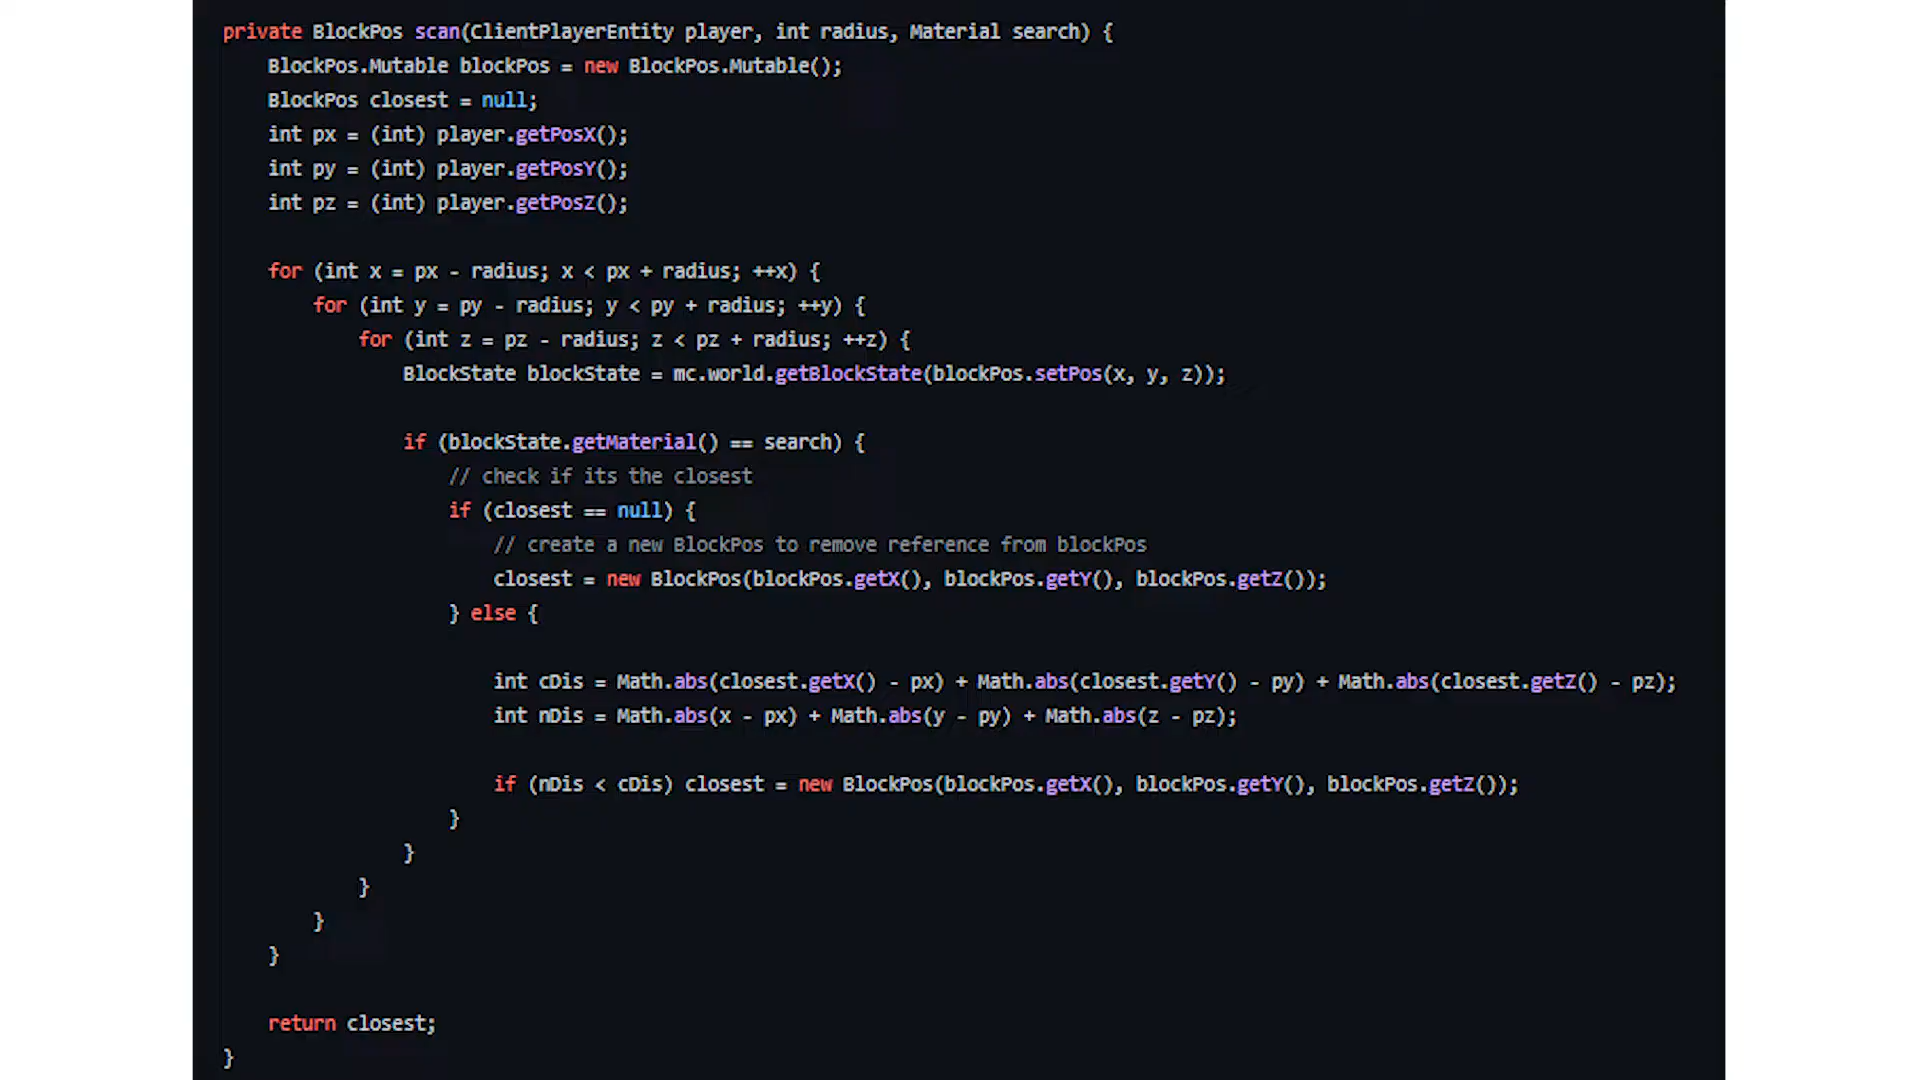 private BlockPos scan(ClientPlayerEntity player, int radius, Material search) {
    BlockPos.Mutable blockPos = new BlockPos.Mutable();
    BlockPos closest = null;
    int px = (int) player.getPosX();
    int py = (int) player.getPosY();
    int pz = (int) player.getPosZ();

    for (int x = px - radius; x < px + radius; ++x) {
        for (int y = py - radius; y < py + radius; ++y) {
            for (int z = pz - radius; z < pz + radius; ++z) {
                BlockState blockState = mc.world.getBlockState(blockPos.setPos(x, y, z));

                if (blockState.getMaterial() == search) {
                    // check if its the closest
                    if (closest == null) {
                        // create a new BlockPos to remove reference from blockPos
                        closest = new BlockPos(blockPos.getX(), blockPos.getY(), blockPos.getZ());
                    } else {

                        int cDis = Math.abs(closest.getX() - px) + Math.abs(closest.getY() - py) + Math.abs(closest.getZ() - pz);
                        int nDis = Math.abs(x - px) + Math.abs(y - py) + Math.abs(z - pz);

                        if (nDis < cDis) closest = new BlockPos(blockPos.getX(), blockPos.getY(), blockPos.getZ());
                    }
                }
            }
        }
    }

    return closest;
}